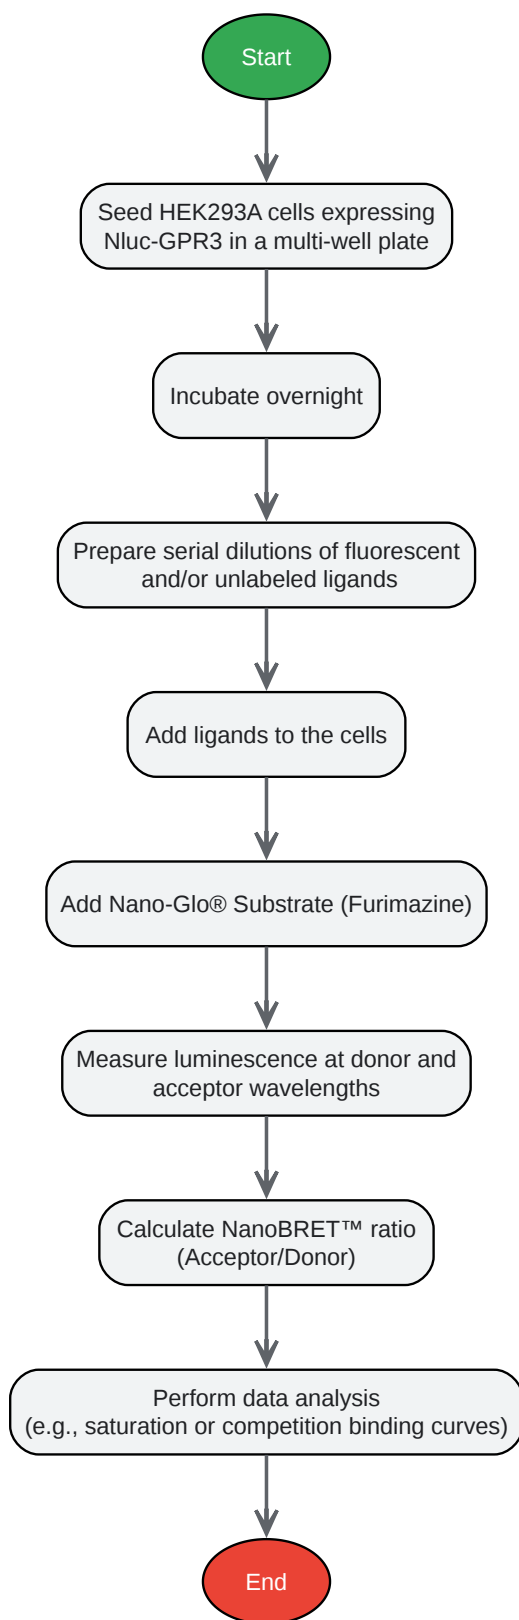 Start
Seed HEK293A cells expressing
Nluc-GPR3 in a multi-well plate
Incubate overnight
Prepare serial dilutions of fluorescent
and/or unlabeled ligands
Add ligands to the cells
Add Nano-Glo® Substrate (Furimazine)
Measure luminescence at donor and
acceptor wavelengths
Calculate NanoBRET™ ratio
(Acceptor/Donor)
Perform data analysis
(e.g., saturation or competition binding curves)
End